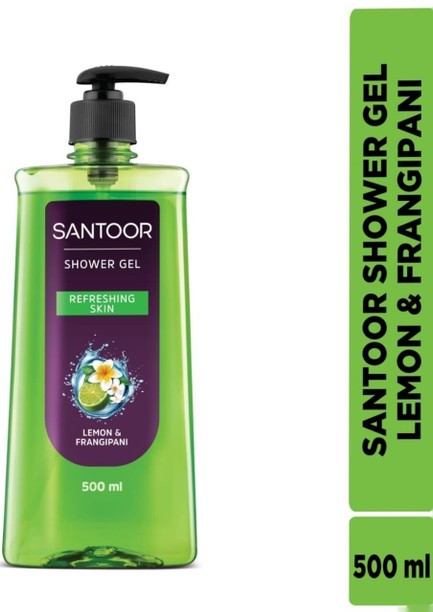 SANTOOR
SHOWER GEL
REFRESHING
SKIN
LEMON &
FRANGIPANI
500 ml
SANTOOR SHOWER GEL
LEMON & FRANGIPANI
500 ml